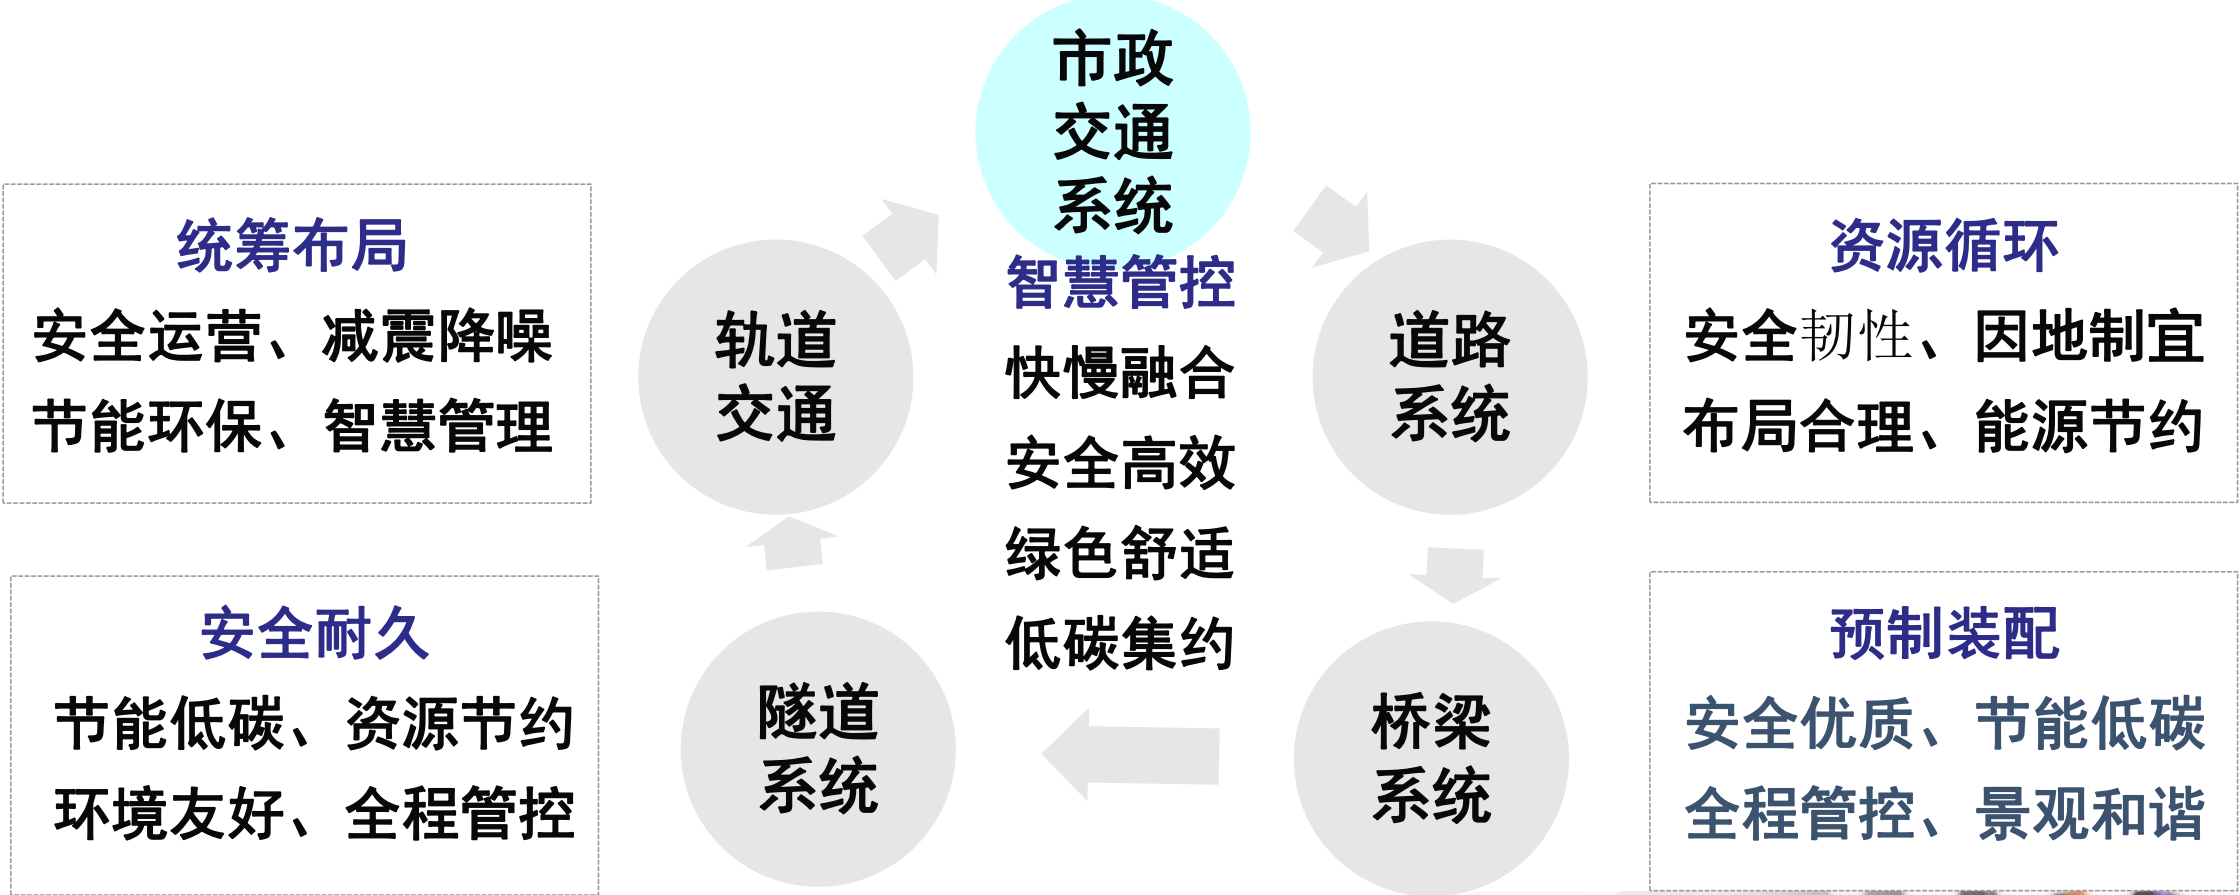 市政
交通
系统
智慧管控
快慢融合
安全高效
绿色舒适
低碳集约
统筹布局
安全运营、减震降噪
节能环保、智慧管理
轨道
交通
道路
系统
资源循环
安全韧性、因地制宜
布局合理、能源节约
安全耐久
节能低碳、资源节约
环境友好、全程管控
隧道
系统
桥梁
系统
预制装配
安全优质、节能低碳
全程管控、景观和谐